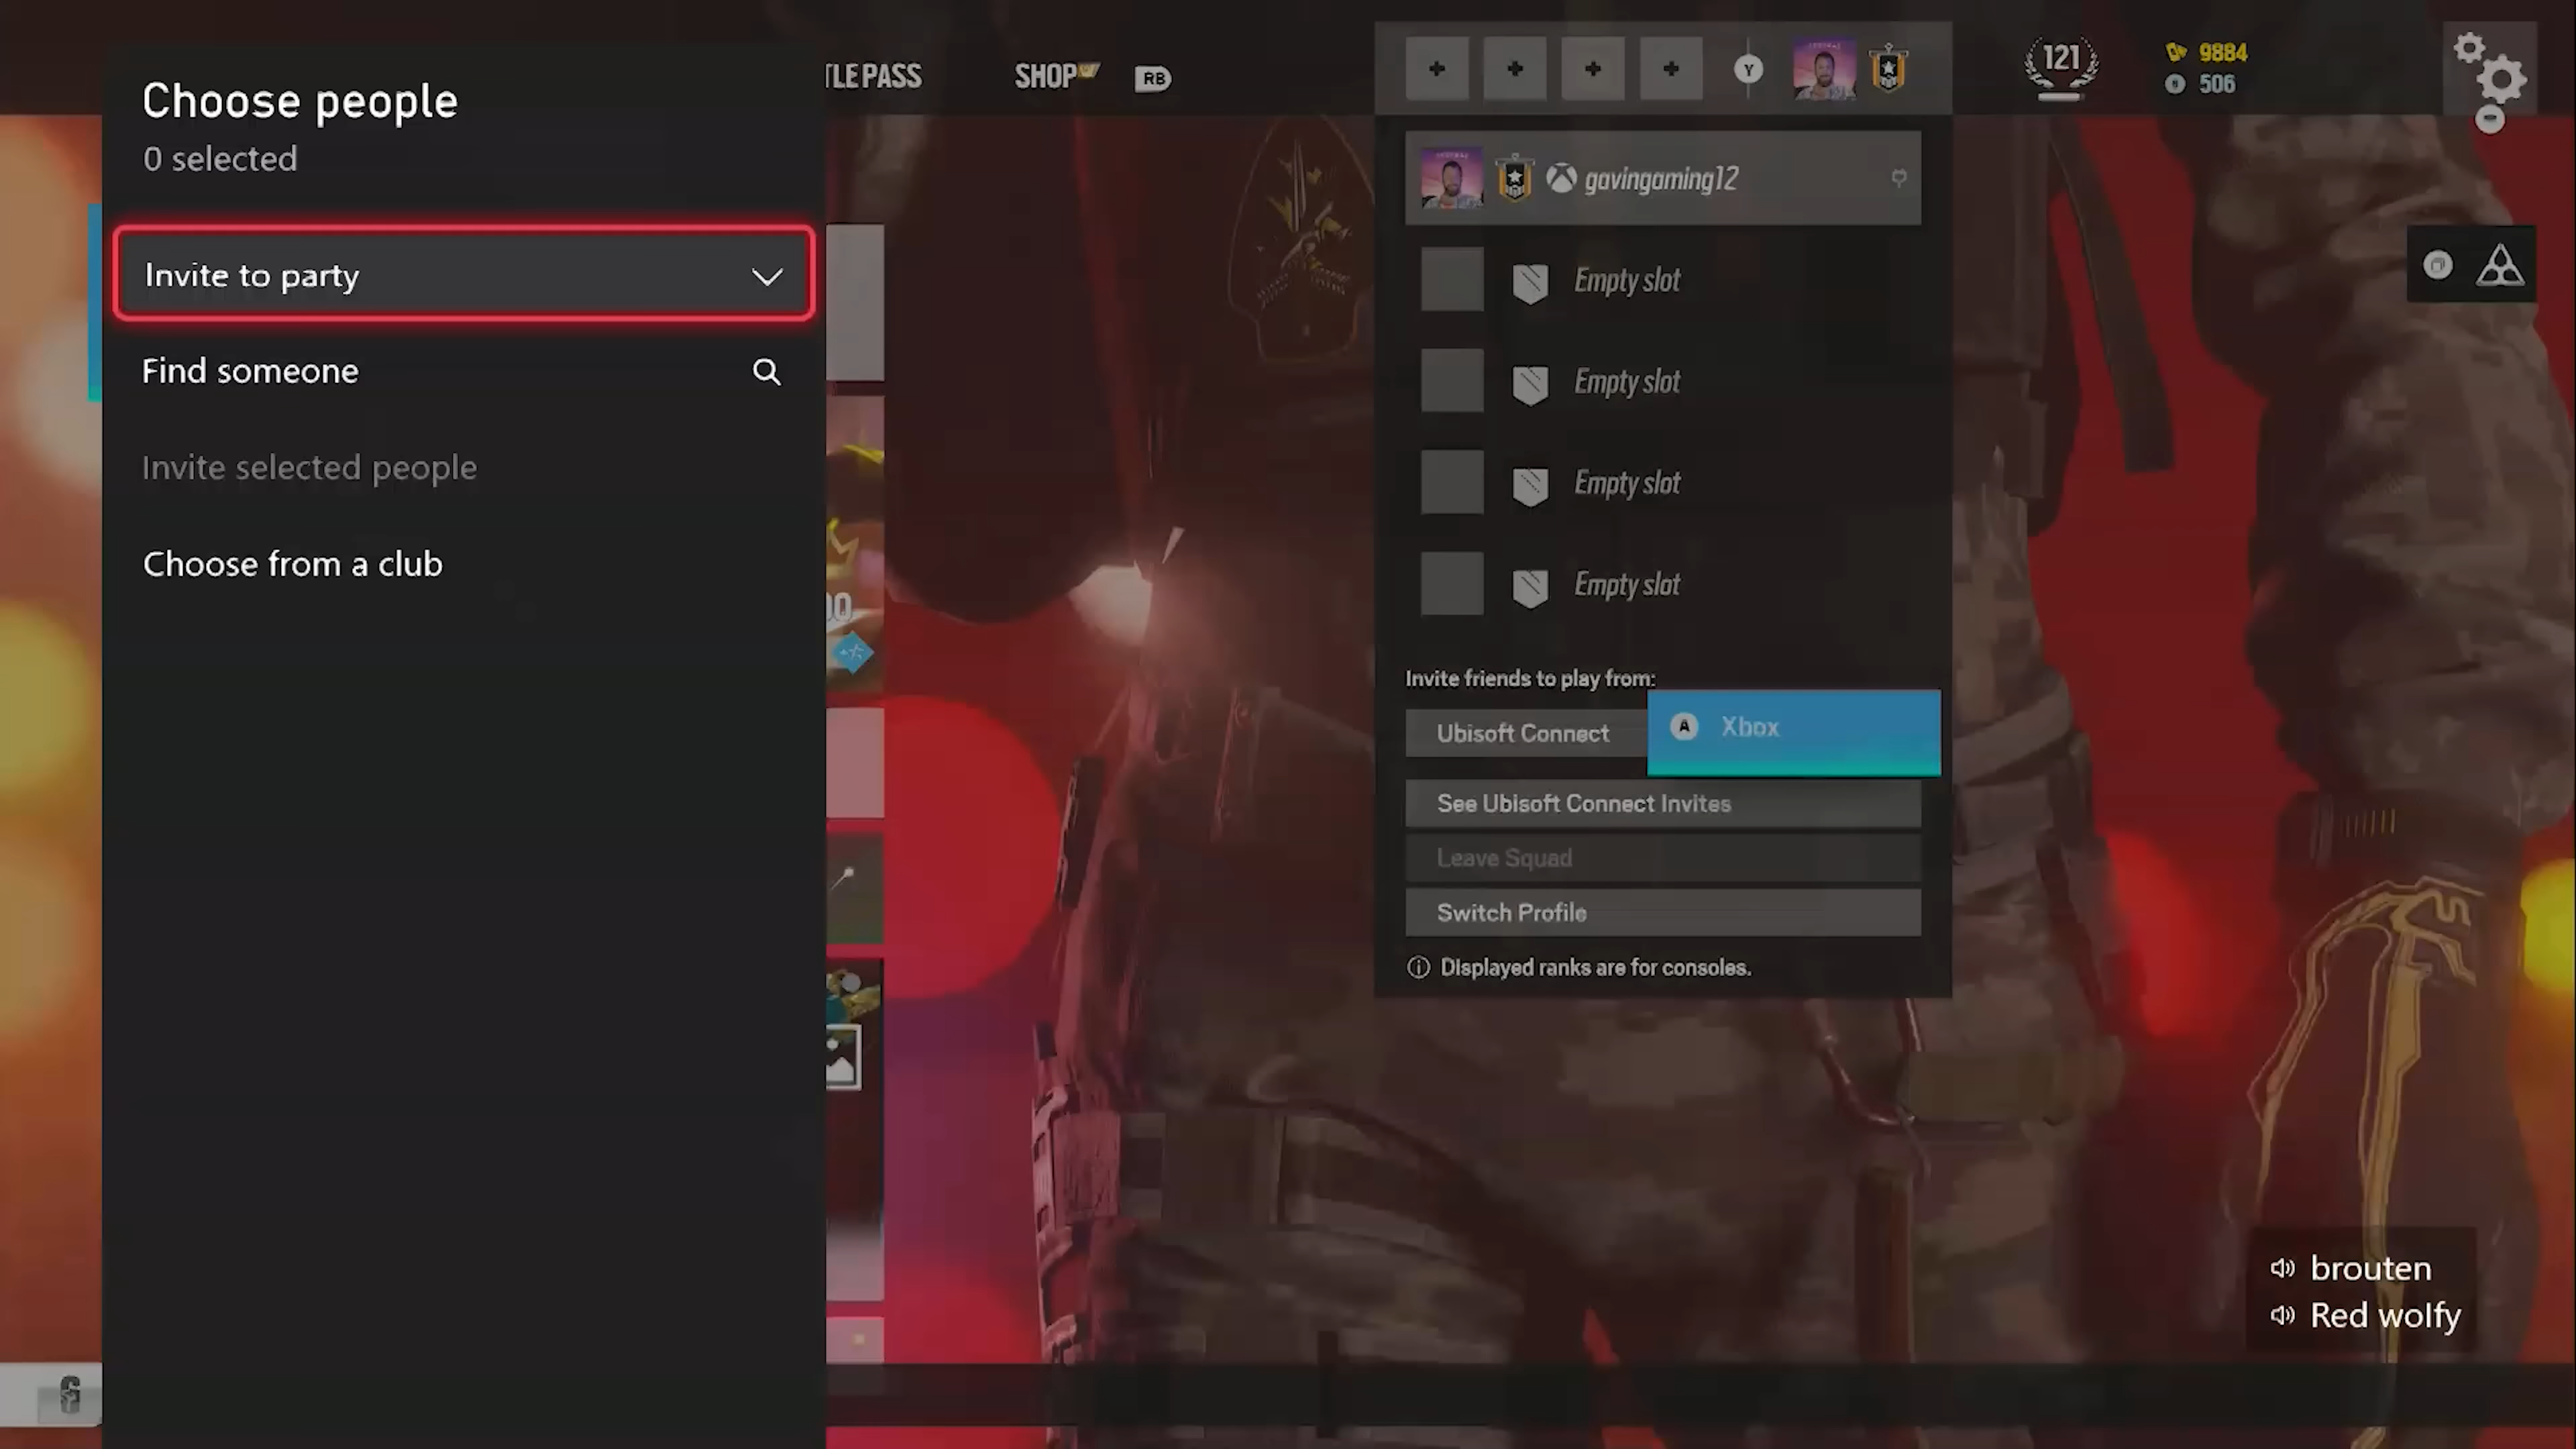 Choose people
0 selected
Invite to party
Find someone
Invite selected people
Choose from a club
TLE PASS
SHOP
RB
Y
121
9884
506
gavingaming12
Empty slot
Empty slot
Empty slot
Empty slot
Invite friends to play from:
Ubisoft Connect
A Xbox
See Ubisoft Connect Invites
Leave Squad
Switch Profile
Displayed ranks are for consoles.
brouten
Red wolfy